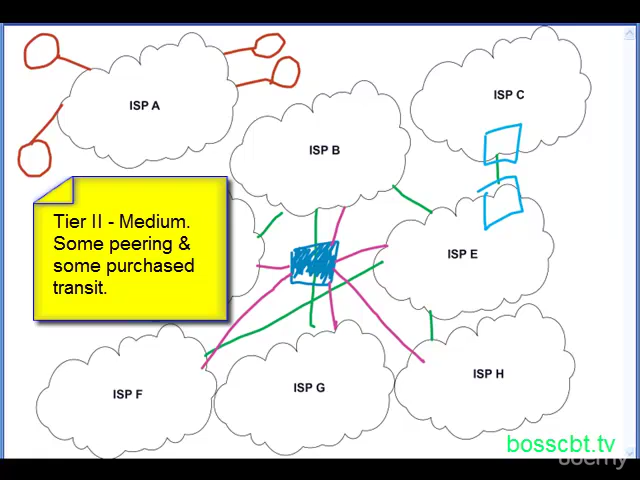 ISP A
ISP C
ISP B
Tier II - Medium.
Some peering &
some purchased
transit.
ISP E
ISP F
ISP G
ISP H
bosscbt.tv
udemy